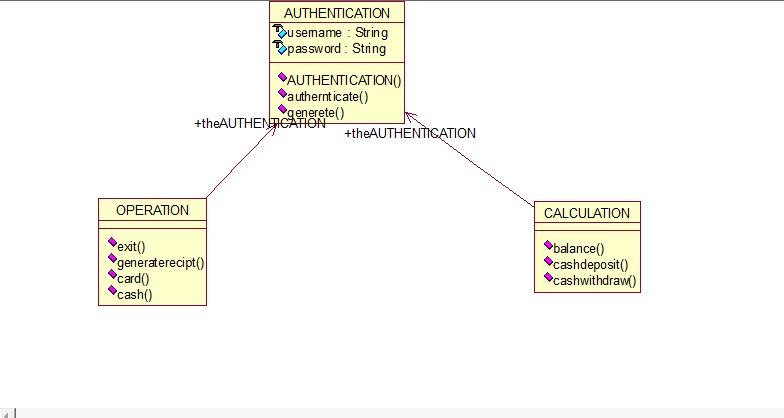 AUTHENTICATION
username : String
password : String
AUTHENTICATION()
authernticate()
generete()
+theAUTHENTICATION
+theAUTHENTICATION
OPERATION
exit()
generaterecipt()
card()
cash()
CALCULATION
balance()
cashdeposit()
cashwithdraw()